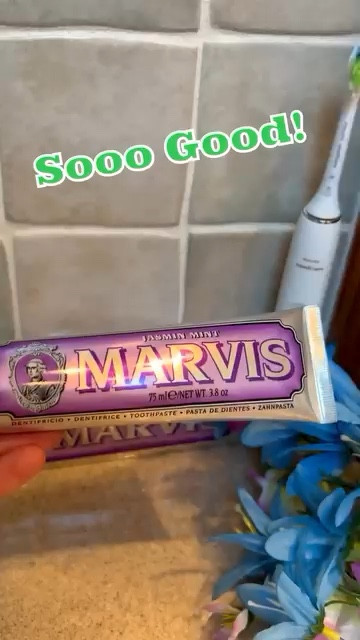 Sooo Good!
JASMIN MINT
MARVIS
75 ml ℮/NET WT. 3.8 oz
DENTIFRICIO • DENTIFRICE • TOOTHPASTE • PASTA DE DIENTES • ZAHNPASTA
MARVIS